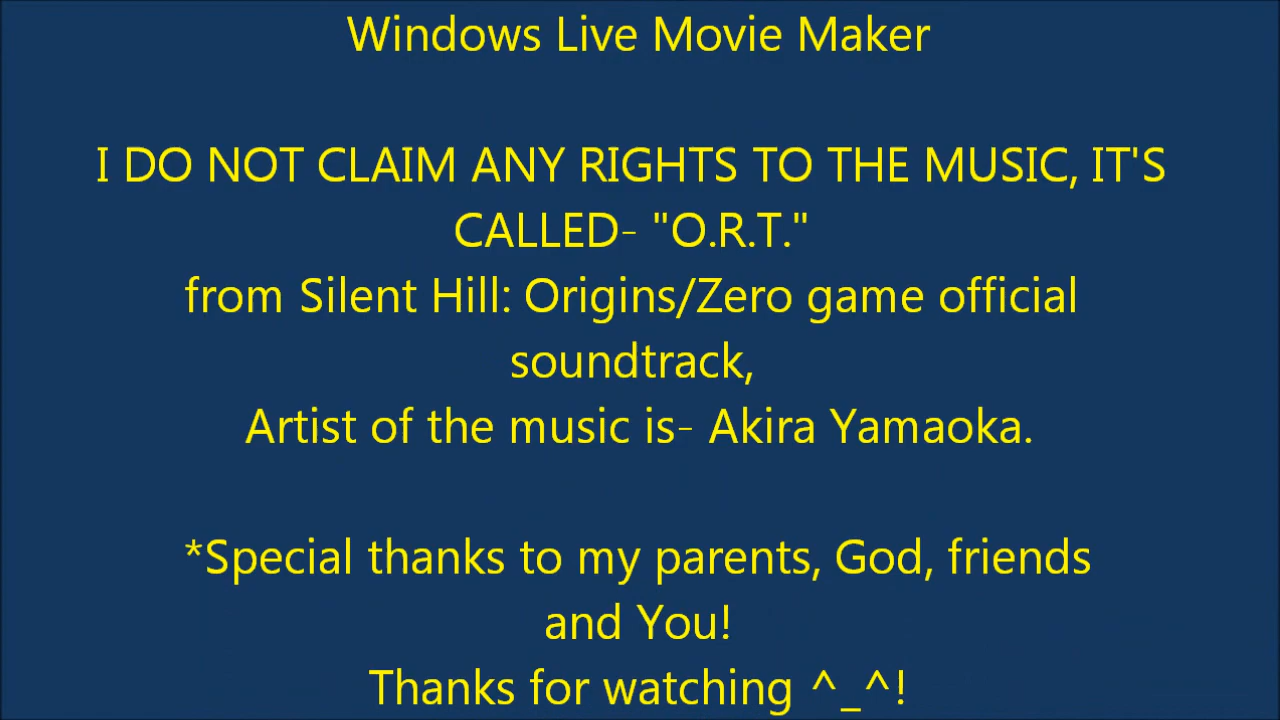 Windows Live Movie Maker
I DO NOT CLAIM ANY RIGHTS TO THE MUSIC, IT'S
CALLED- "O.R.T."
from Silent Hill: Origins/Zero game official
soundtrack,
Artist of the music is- Akira Yamaoka.
*Special thanks to my parents, God, friends
and You!
Thanks for watching ^_^!